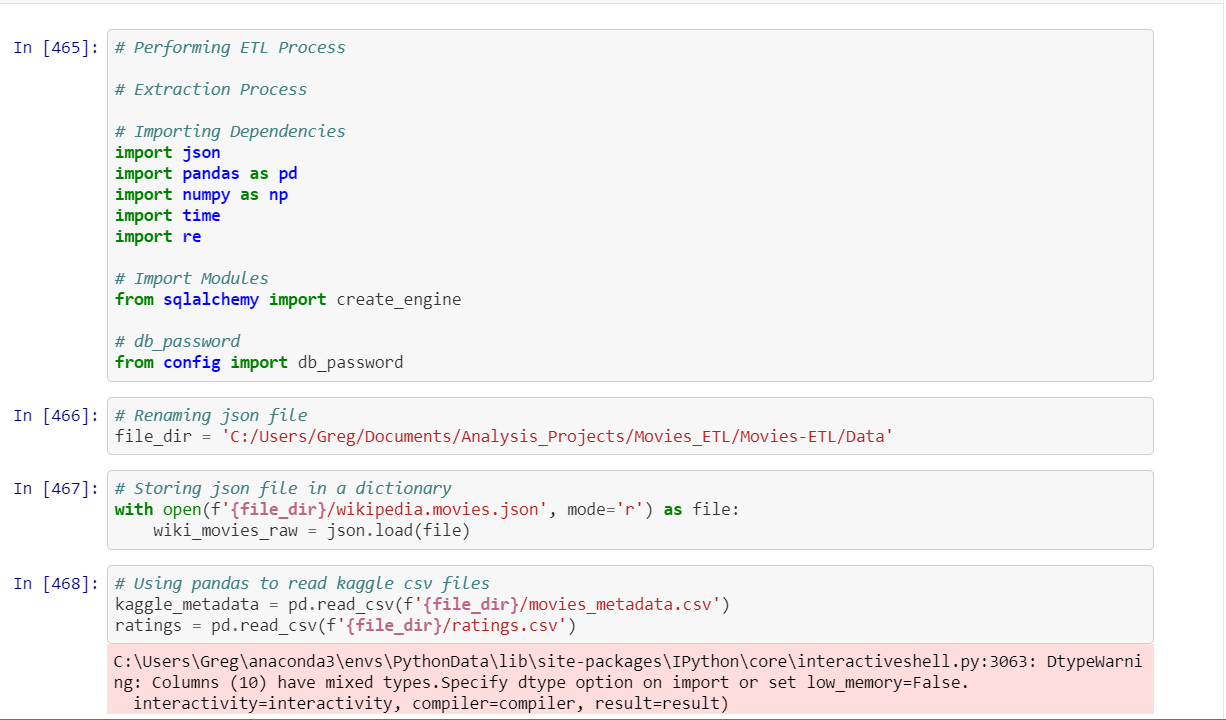 In [465]: # Performing ETL Process
# Extraction Process
# Importing Dependencies
import json
import pandas as pd
import numpy as np
import time
import re
# Import Modules
from sqlalchemy import create_engine
# db_password
from config import db_password
In [466]: # Renaming json file
file_dir = 'C:/Users/Greg/Documents/Analysis_Projects/Movies_ETL/Movies-ETL/Data'
In [467]: # Storing json file in a dictionary
with open(f'{file_dir}/wikipedia.movies.json', mode='r') as file:
    wiki_movies_raw = json.load(file)
In [468]: # Using pandas to read kaggle csv files
kaggle_metadata = pd.read_csv(f'{file_dir}/movies_metadata.csv')
ratings = pd.read_csv(f'{file_dir}/ratings.csv')
C:\Users\Greg\anaconda3\envs\PythonData\lib\site-packages\IPython\core\interactiveshell.py:3063: DtypeWarni
ng: Columns (10) have mixed types.Specify dtype option on import or set low_memory=False.
  interactivity=interactivity, compiler=compiler, result=result)